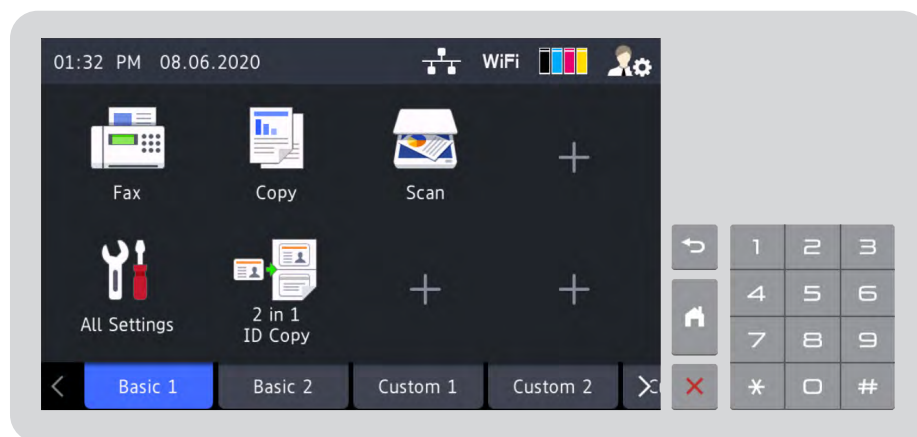 01:32 PM 08.06.2020 WiFi
Fax Copy Scan
All Settings 2 in 1
ID Copy
Basic 1 Basic 2 Custom 1 Custom 2
1 2 3
4 5 6
7 8 9
* 0 #